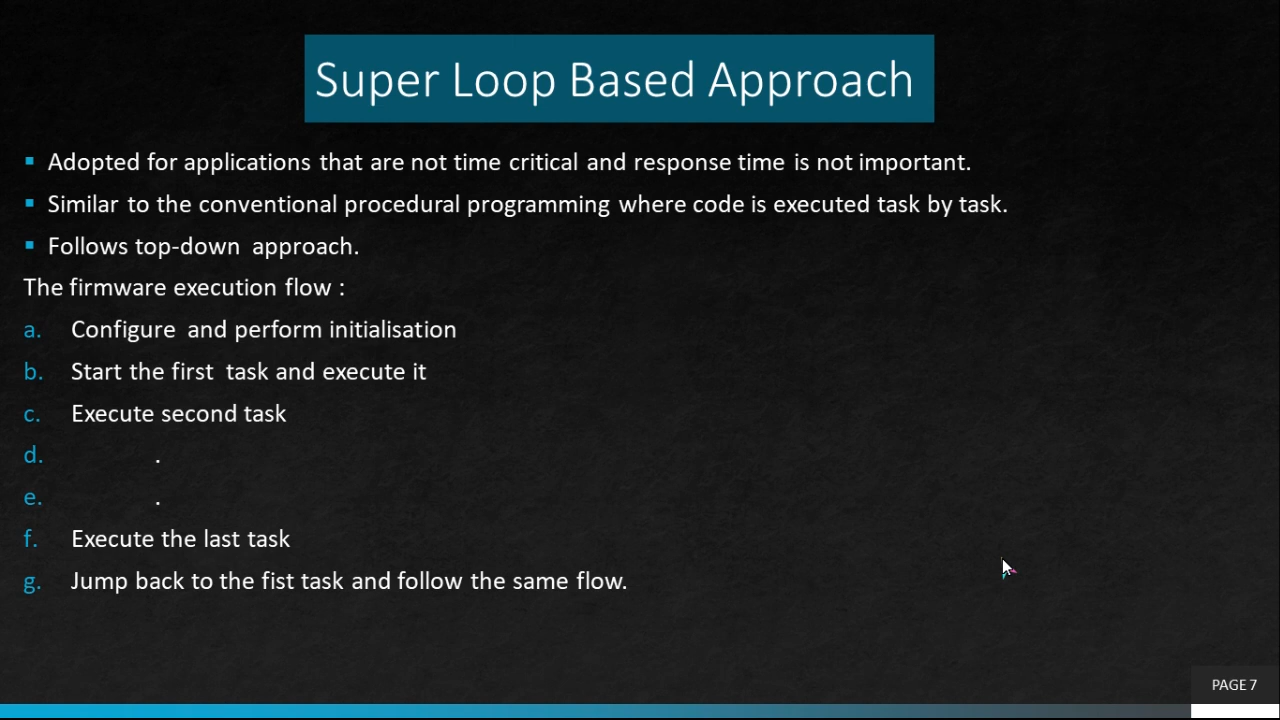 Super Loop Based Approach
▪ Adopted for applications that are not time critical and response time is not important.
▪ Similar to the conventional procedural programming where code is executed task by task.
▪ Follows top-down approach.
The firmware execution flow :
a. Configure and perform initialisation
b. Start the first task and execute it
c. Execute second task
d. .
e. .
f. Execute the last task
g. Jump back to the fist task and follow the same flow.
PAGE 7